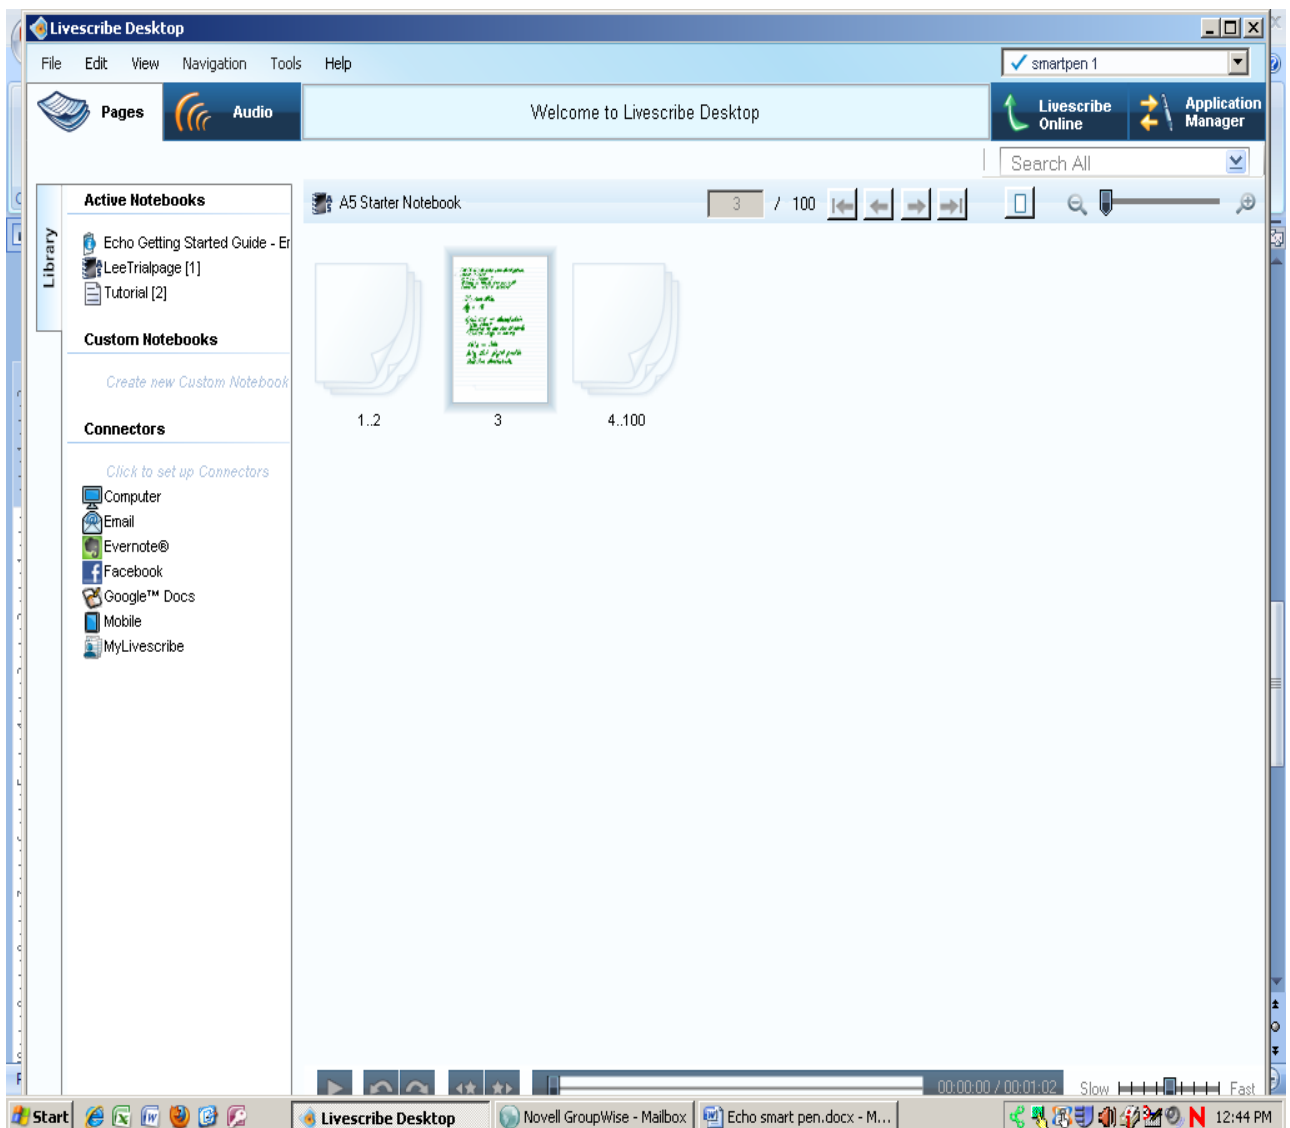 Livescribe Desktop
File Edit View Navigation Tools Help
smartpen 1
Pages
Audio
Welcome to Livescribe Desktop
Livescribe Online
Application Manager
Search All
Library
Active Notebooks
Echo Getting Started Guide - Er
LeeTrialpage [1]
Tutorial [2]
Custom Notebooks
Create new Custom Notebook
Connectors
Click to set up Connectors
Computer
Email
Evernote®
Facebook
Google™ Docs
Mobile
MyLivescribe
A5 Starter Notebook
3 / 100
1..2
3
4..100
00:00:00 / 00:01:02
Slow Fast
Start
Livescribe Desktop
Novell GroupWise - Mailbox
Echo smart pen.docx - M...
12:44 PM